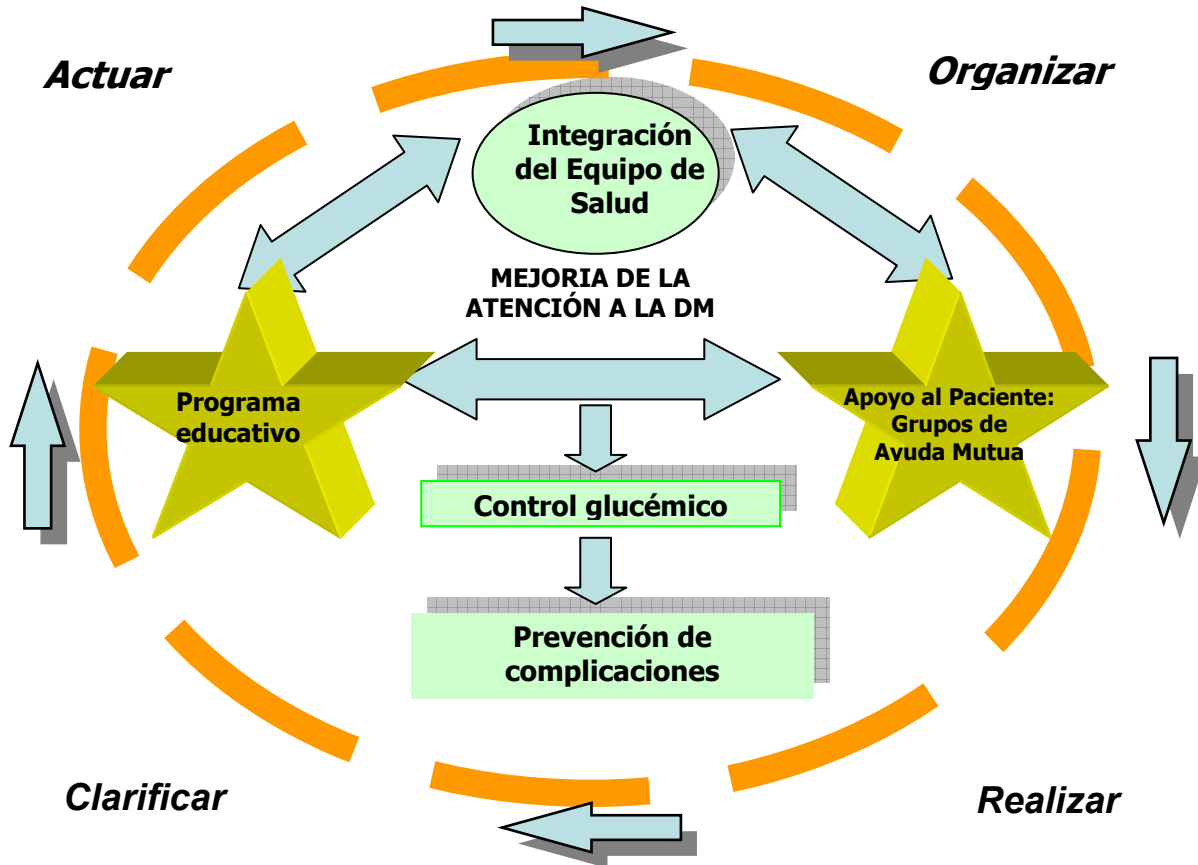 Actuar
Organizar
Integración
del Equipo de
Salud
MEJORIA DE LA
ATENCIÓN A LA DM
Programa
educativo
Apoyo al Paciente:
Grupos de
Ayuda Mutua
Control glucémico
Prevención de
complicaciones
Clarificar
Realizar